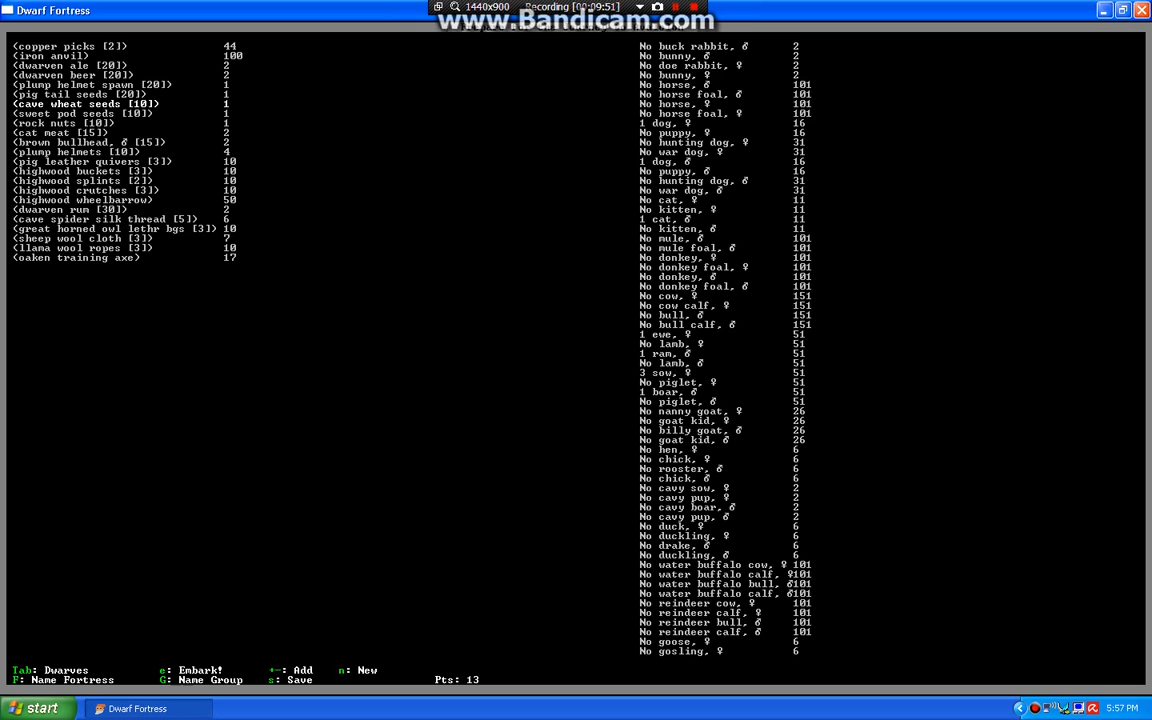 Dwarf Fortress
1440x900 Recording [00:09:51]
www.Bandicam.com
(copper picks [2]) 44
(iron anvil) 100
(dwarven ale [20]) 2
(dwarven beer [20]) 2
(plump helmet spawn [20]) 1
(pig tail seeds [20]) 1
(cave wheat seeds [10]) 1
(sweet pod seeds [10]) 1
(rock nuts [10]) 1
(cat meat [15]) 2
(brown bullhead, ♂ [15]) 2
(plump helmets [10]) 4
(pig leather quivers [3]) 10
(highwood buckets [3]) 10
(highwood splints [2]) 10
(highwood crutches [3]) 10
(highwood wheelbarrow) 50
(dwarven rum [30]) 2
(cave spider silk thread [5]) 6
(great horned owl lethr bgs [3]) 10
(sheep wool cloth [3]) 7
(llama wool ropes [3]) 10
(oaken training axe) 17
No buck rabbit, ♂ 2
No bunny, ♂ 2
No doe rabbit, ♀ 2
No bunny, ♀ 2
No horse, ♂ 101
No horse foal, ♂ 101
No horse, ♀ 101
No horse foal, ♀ 101
1 dog, ♀ 16
No puppy, ♀ 16
No hunting dog, ♀ 31
No war dog, ♀ 31
1 dog, ♂ 16
No puppy, ♂ 16
No hunting dog, ♂ 31
No war dog, ♂ 31
No cat, ♀ 11
No kitten, ♀ 11
1 cat, ♂ 11
No kitten, ♂ 11
No mule, ♂ 101
No mule foal, ♂ 101
No donkey, ♀ 101
No donkey foal, ♀ 101
No donkey, ♂ 101
No donkey foal, ♂ 101
No cow, ♀ 151
No cow calf, ♀ 151
No bull, ♂ 151
No bull calf, ♂ 151
1 ewe, ♀ 51
No lamb, ♀ 51
1 ram, ♂ 51
No lamb, ♂ 51
3 sow, ♀ 51
No piglet, ♀ 51
1 boar, ♂ 51
No piglet, ♂ 51
No nanny goat, ♀ 26
No goat kid, ♀ 26
No billy goat, ♂ 26
No goat kid, ♂ 26
No hen, ♀ 6
No chick, ♀ 6
No rooster, ♂ 6
No chick, ♂ 6
No cavy sow, ♀ 2
No cavy pup, ♀ 2
No cavy boar, ♂ 2
No cavy pup, ♂ 2
No duck, ♀ 6
No duckling, ♀ 6
No drake, ♂ 6
No duckling, ♂ 6
No water buffalo cow, ♀ 101
No water buffalo calf, ♀101
No water buffalo bull, ♂101
No water buffalo calf, ♂101
No reindeer cow, ♀ 101
No reindeer calf, ♀ 101
No reindeer bull, ♂ 101
No reindeer calf, ♂ 101
No goose, ♀ 6
No gosling, ♀ 6
Tab: Dwarves e: Embark! +-: Add n: New
F: Name Fortress G: Name Group s: Save Pts: 13
start Dwarf Fortress 5:57 PM